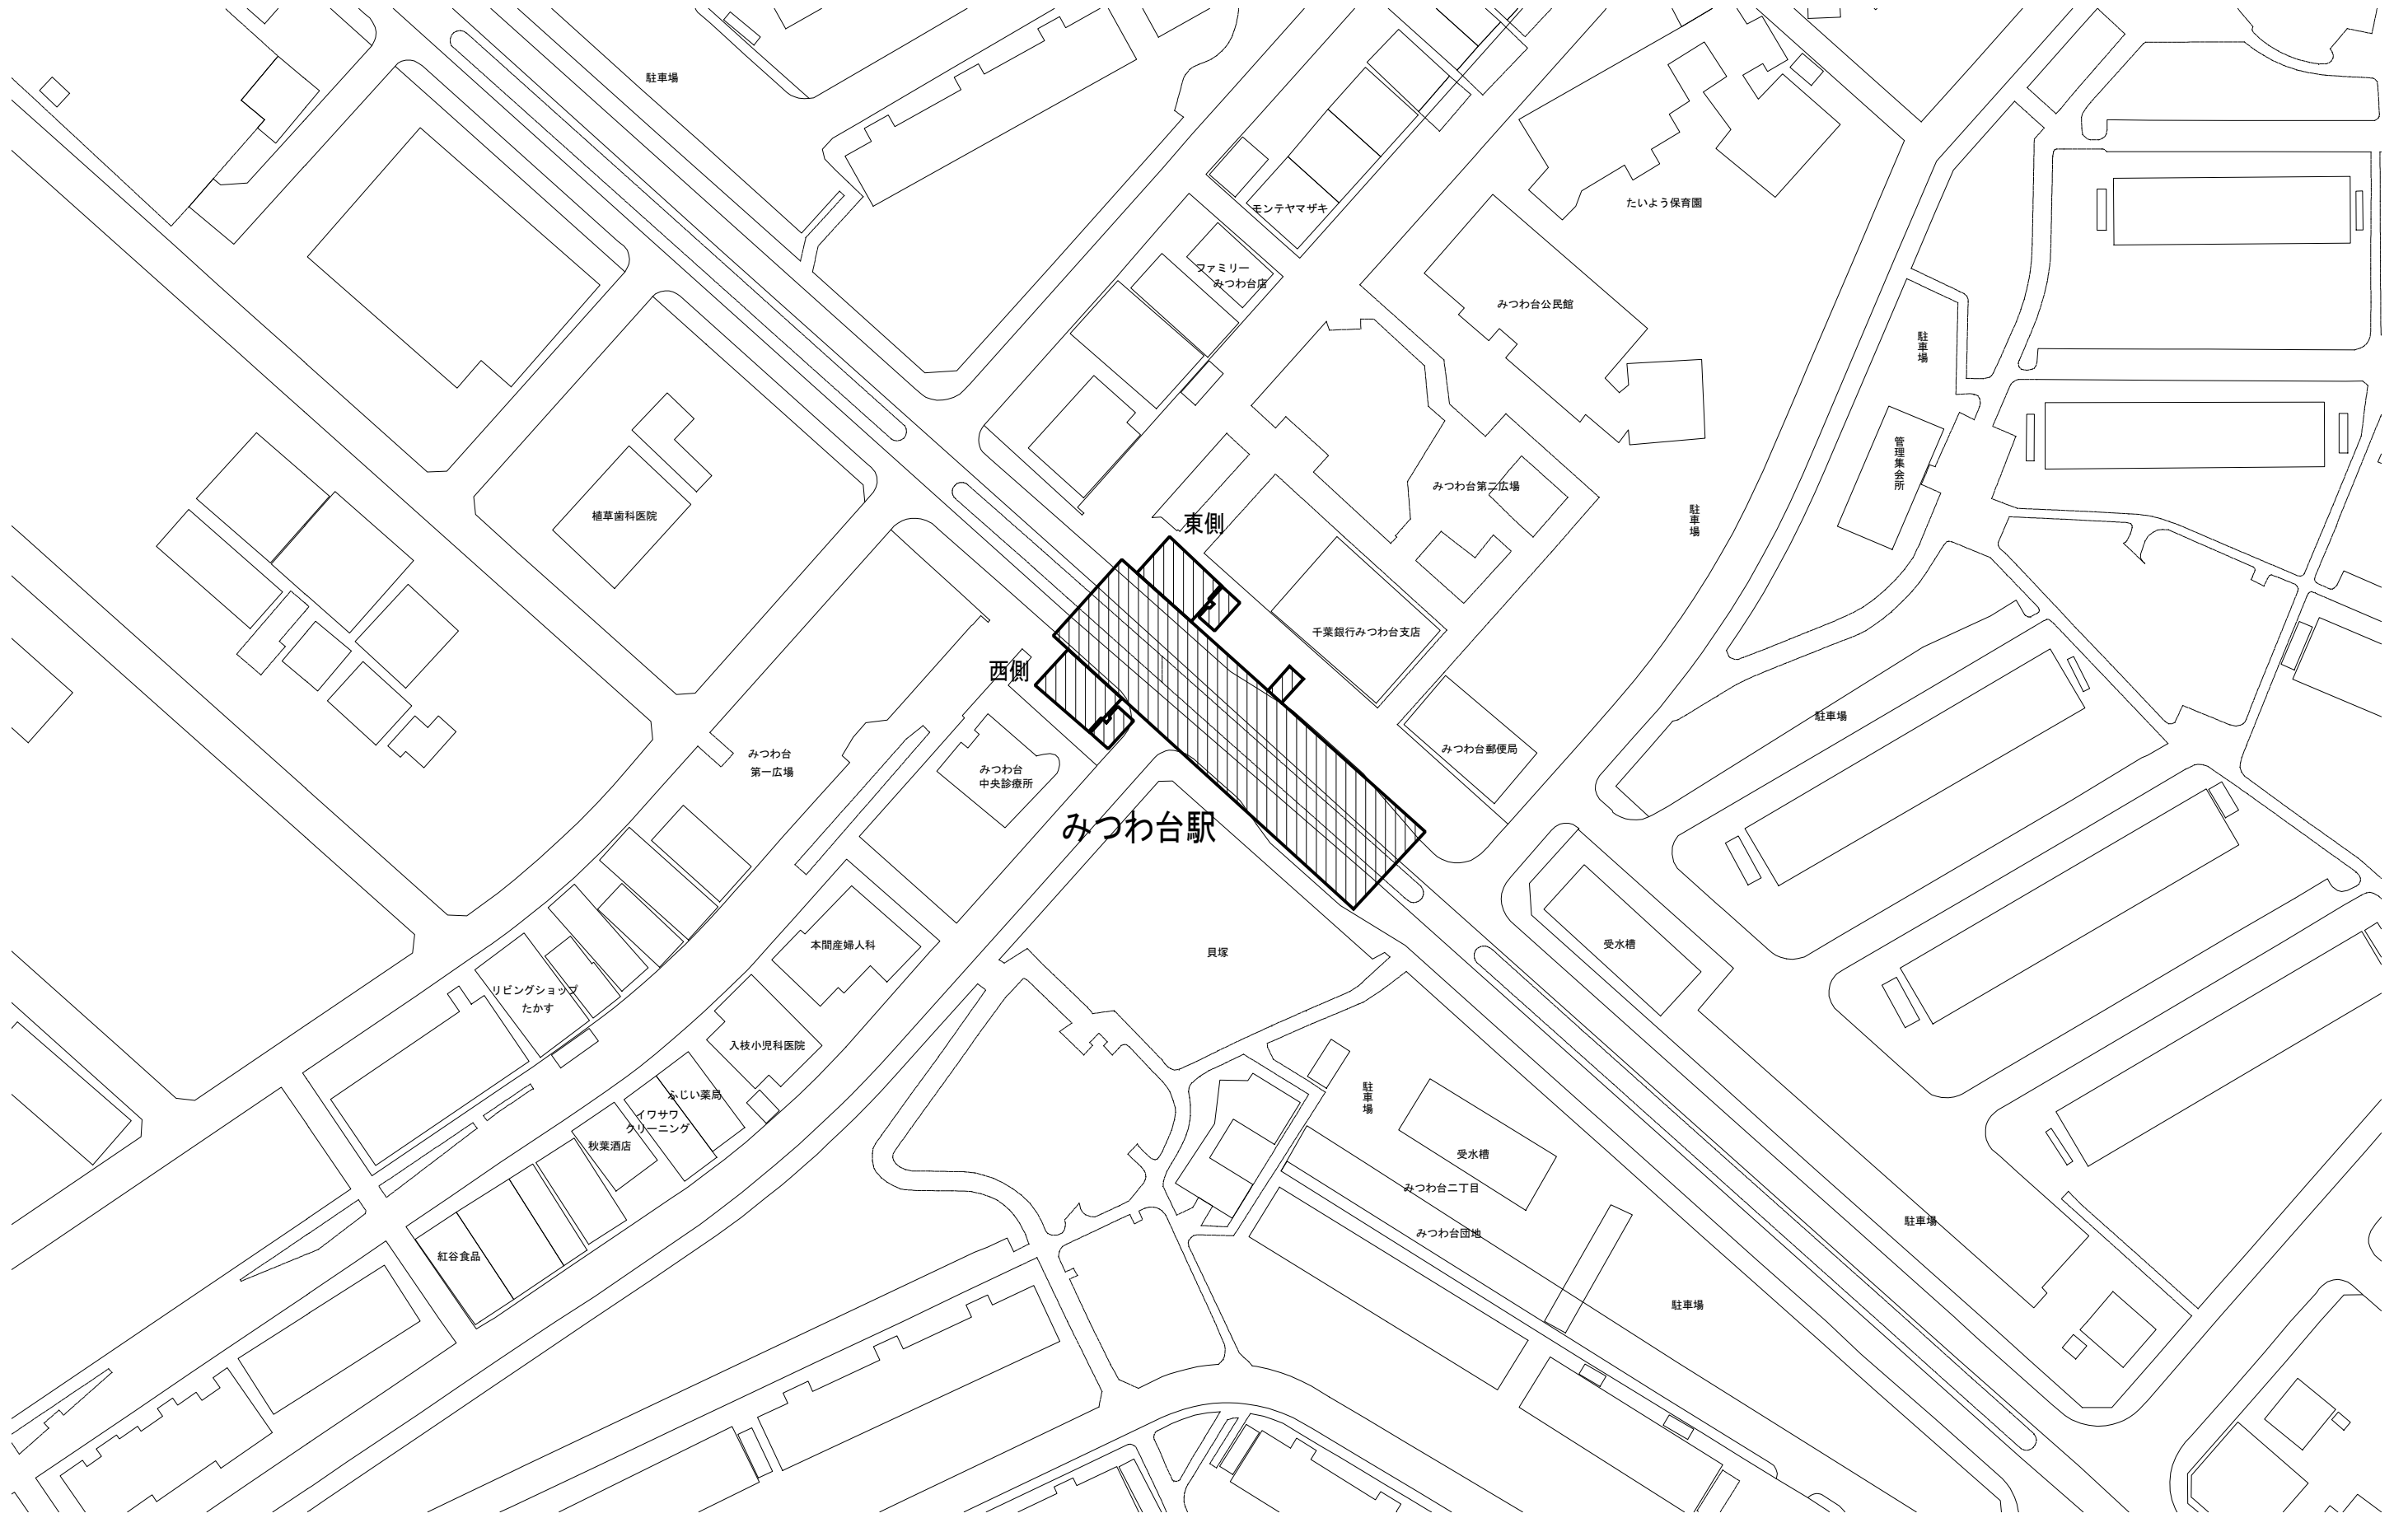 駐車場
モンテヤマザキ
たいよう保育園
ファミリー
みつわ台店
みつわ台公民館
駐車場
管理集会所
みつわ台第二広場
植草歯科医院
東側
駐車場
千葉銀行みつわ台支店
西側
駐車場
みつわ台郵便局
みつわ台
第一広場
みつわ台
中央診療所
みつわ台駅
本間産婦人科
貝塚
受水槽
リビングショップ
たかす
入枝小児科医院
ふじい薬局
イワサワ
クリーニング
秋葉酒店
駐車場
受水槽
みつわ台二丁目
みつわ台団地
駐車場
紅谷食品
駐車場